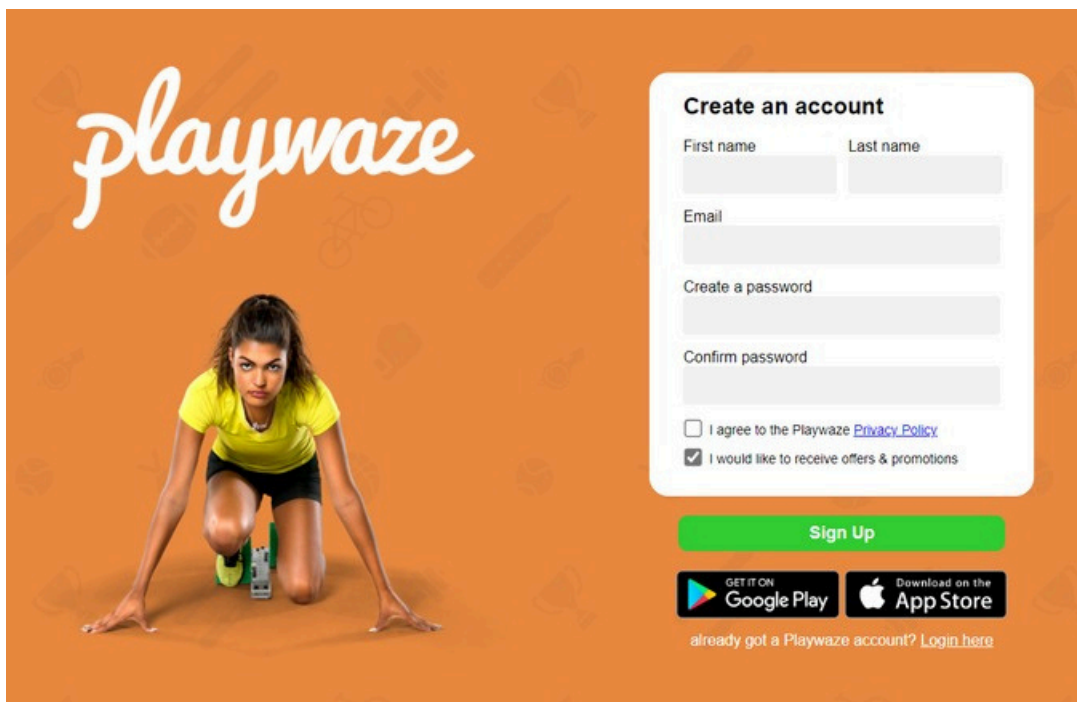 playwaze
Create an account
First name Last name
Email
Create a password
Confirm password
I agree to the Playwaze Privacy Policy
I would like to receive offers & promotions
Sign Up
GET IT ON
Google Play
Download on the
App Store
already got a Playwaze account? Login here